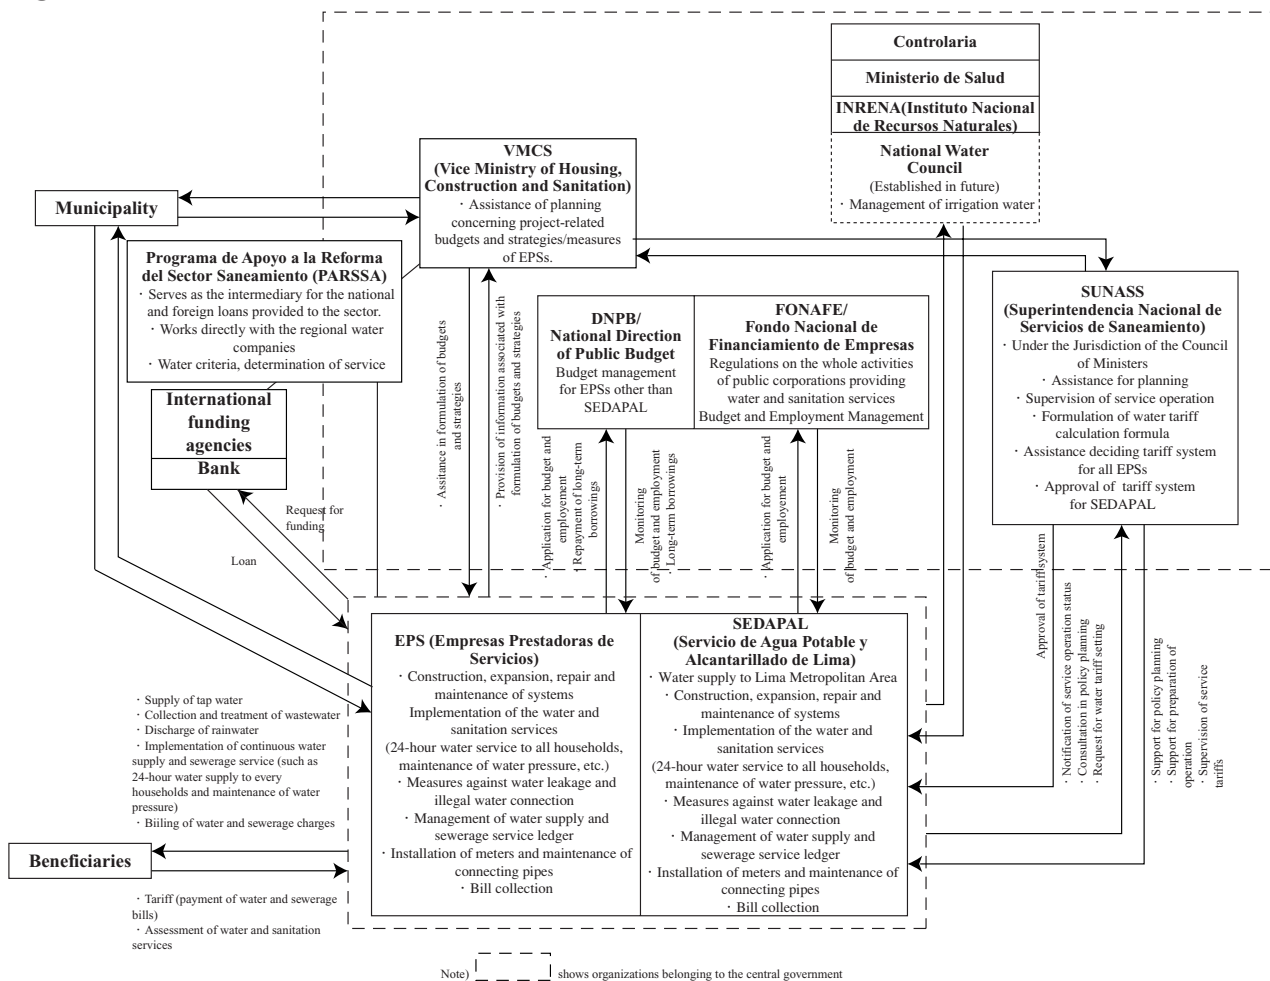 Controlaria
Ministerio de Salud
INRENA(Instituto Nacional
de Recursos Naturales)
National Water
Council
(Established in future)
· Management of irrigation water
VMCS
(Vice Ministry of Housing,
Construction and Sanitation)
· Assistance of planning
concerning project-related
budgets and strategies/measures
of EPSs.
Municipality
Programa de Apoyo a la Reforma
del Sector Saneamiento (PARSSA)
· Serves as the intermediary for the national
and foreign loans provided to the sector.
· Works directly with the regional water
companies
· Water criteria, determination of service
International
funding
agencies
Bank
Request for
funding
Loan
· Assitance in formulation of budgets
and strategies
· Provision of information associated with
formulation of budgets and strategies
DNPB/
National Direction
of Public Budget
Budget management
for EPSs other than
SEDAPAL
FONAFE/
Fondo Nacional de
Financiamiento de Empresas
Regulations on the whole activities
of public corporations providing
water and sanitation services
Budget and Employment Management
SUNASS
(Superintendencia Nacional de
Servicios de Saneamiento)
· Under the Jurisdiction of the Council
of Ministers
· Assistance for planning
· Supervision of service operation
· Formulation of water tariff
calculation formula
· Assistance deciding tariff system
for all EPSs
· Approval of tariff system
for SEDAPAL
· Application for budget and
employement
· Repayment of long-term
borrowings
Monitoring
of budget and employment
· Long-term borrowings
· Application for budget and
employement
Monitoring
of budget and employment
Approval of tariff system
· Notification of service operation status
· Consultation in policy planning
· Request for water tariff setting
· Support for policy planning
· Support for preparation of
operation
· Supervision of service
tariffs
EPS (Empresas Prestadoras de
Servicios)
· Construction, expansion, repair and
maintenance of systems
Implementation of the water and
sanitation services
(24-hour water service to all households,
maintenance of water pressure, etc.)
· Measures against water leakage and
illegal water connection
· Management of water supply and
sewerage service ledger
· Installation of meters and maintenance of
connecting pipes
· Bill collection
SEDAPAL
(Servicio de Agua Potable y
Alcantarillado de Lima)
· Water supply to Lima Metropolitan Area
· Construction, expansion, repair and
maintenance of systems
· Implementation of the water and
sanitation services
(24-hour water service to all households,
maintenance of water pressure, etc.)
· Measures against water leakage and
illegal water connection
· Management of water supply and
sewerage service ledger
· Installation of meters and maintenance of
connecting pipes
· Bill collection
· Supply of tap water
· Collection and treatment of wastewater
· Discharge of rainwater
· Implementation of continuous water
supply and sewerage service (such as
24-hour water supply to every
households and maintenance of water
pressure)
· Biiling of water and sewerage charges
Beneficiaries
· Tariff (payment of water and sewerage
bills)
· Assessment of water and sanitation
services
Note) shows organizations belonging to the central government